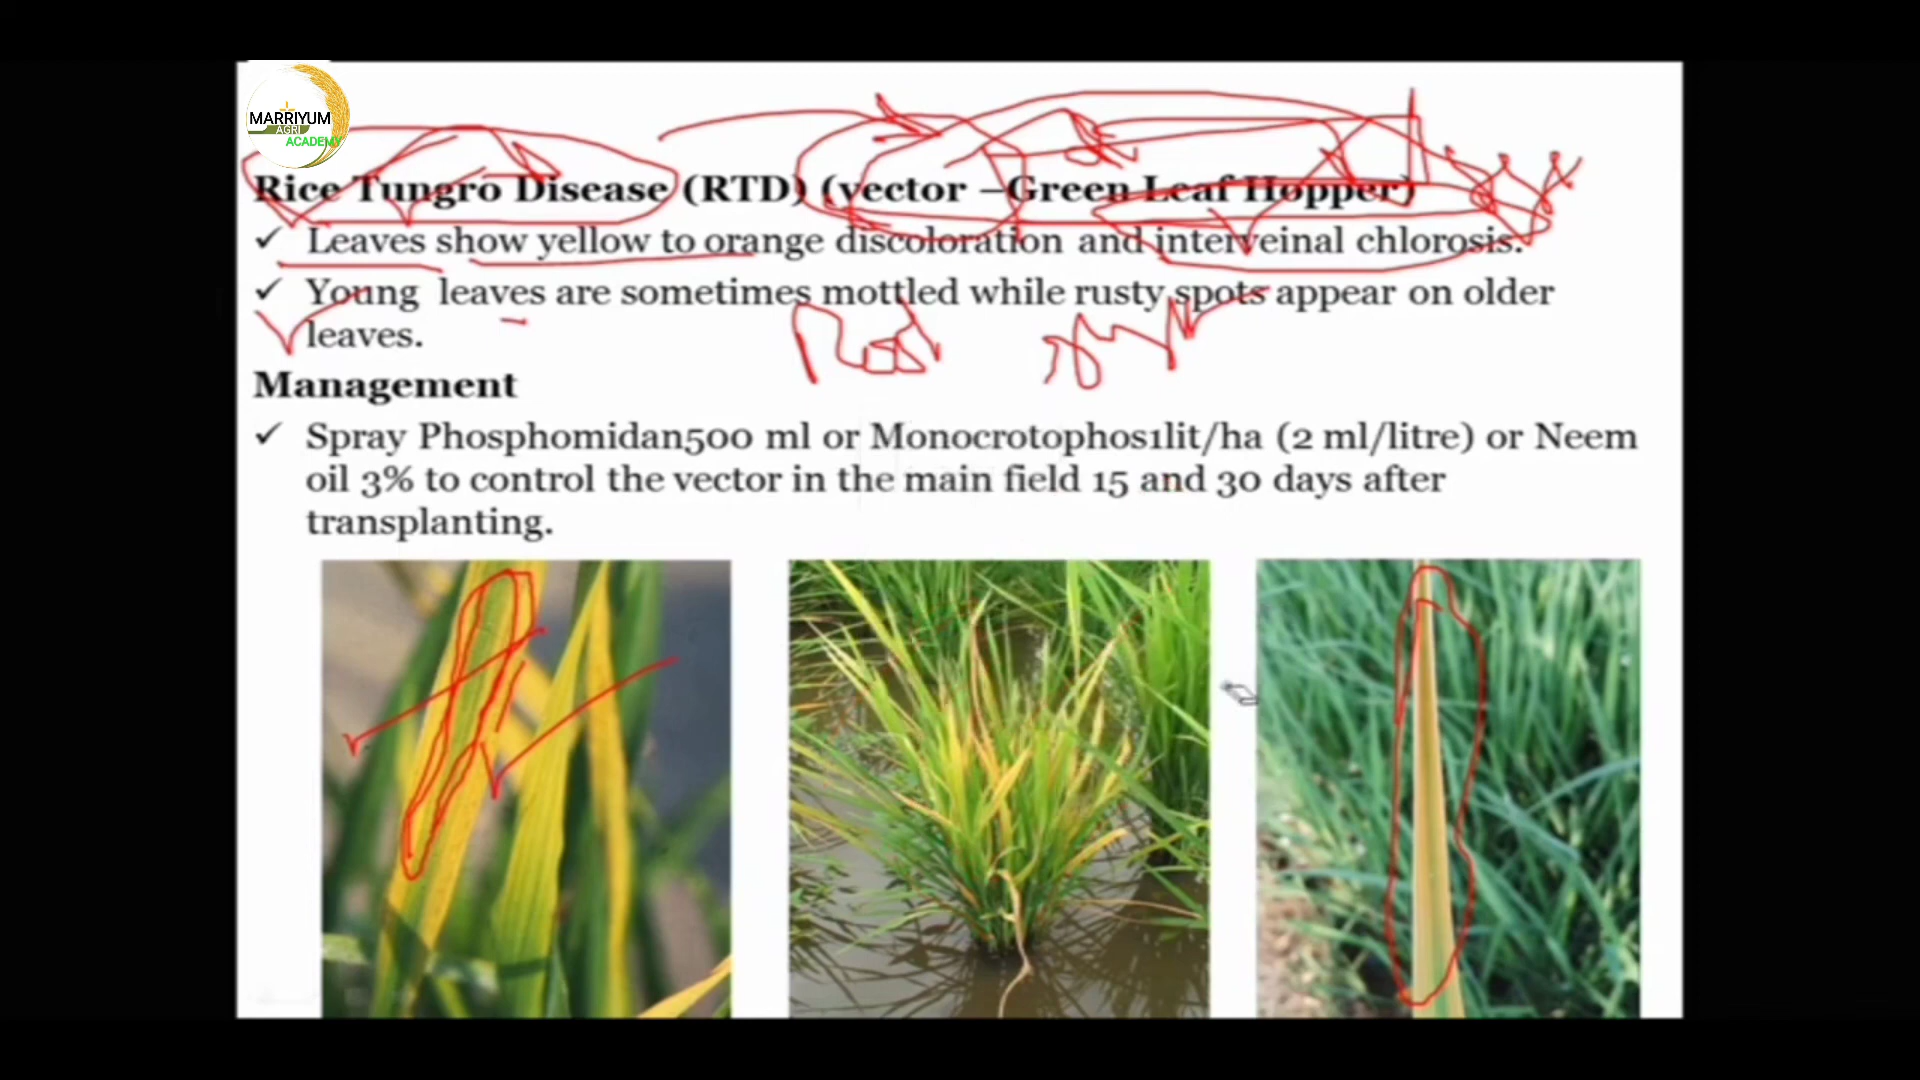 MARRIYUM
AGRI
ACADEMY
Rice Tungro Disease (RTD) (vector –Green Leaf Hopper)
✓ Leaves show yellow to orange discoloration and interveinal chlorosis.
✓ Young leaves are sometimes mottled while rusty spots appear on older
leaves.
Management
✓ Spray Phosphomidan500 ml or Monocrotophos1lit/ha (2 ml/litre) or Neem
oil 3% to control the vector in the main field 15 and 30 days after
transplanting.